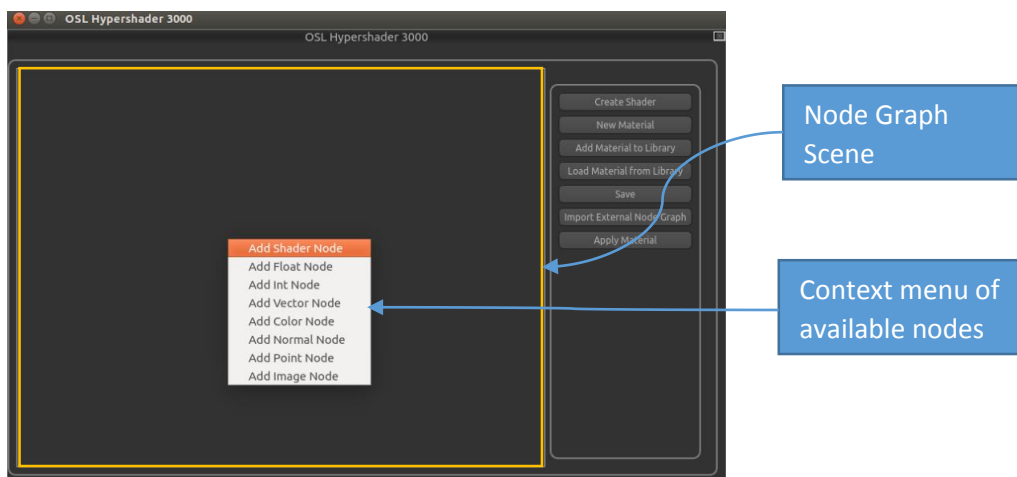 OSL Hypershader 3000
OSL Hypershader 3000
Create Shader
New Material
Add Material to Library
Load Material from Library
Save
Import External Node Graph
Apply Material
Add Shader Node
Add Float Node
Add Int Node
Add Vector Node
Add Color Node
Add Normal Node
Add Point Node
Add Image Node
Node Graph
Scene
Context menu of
available nodes